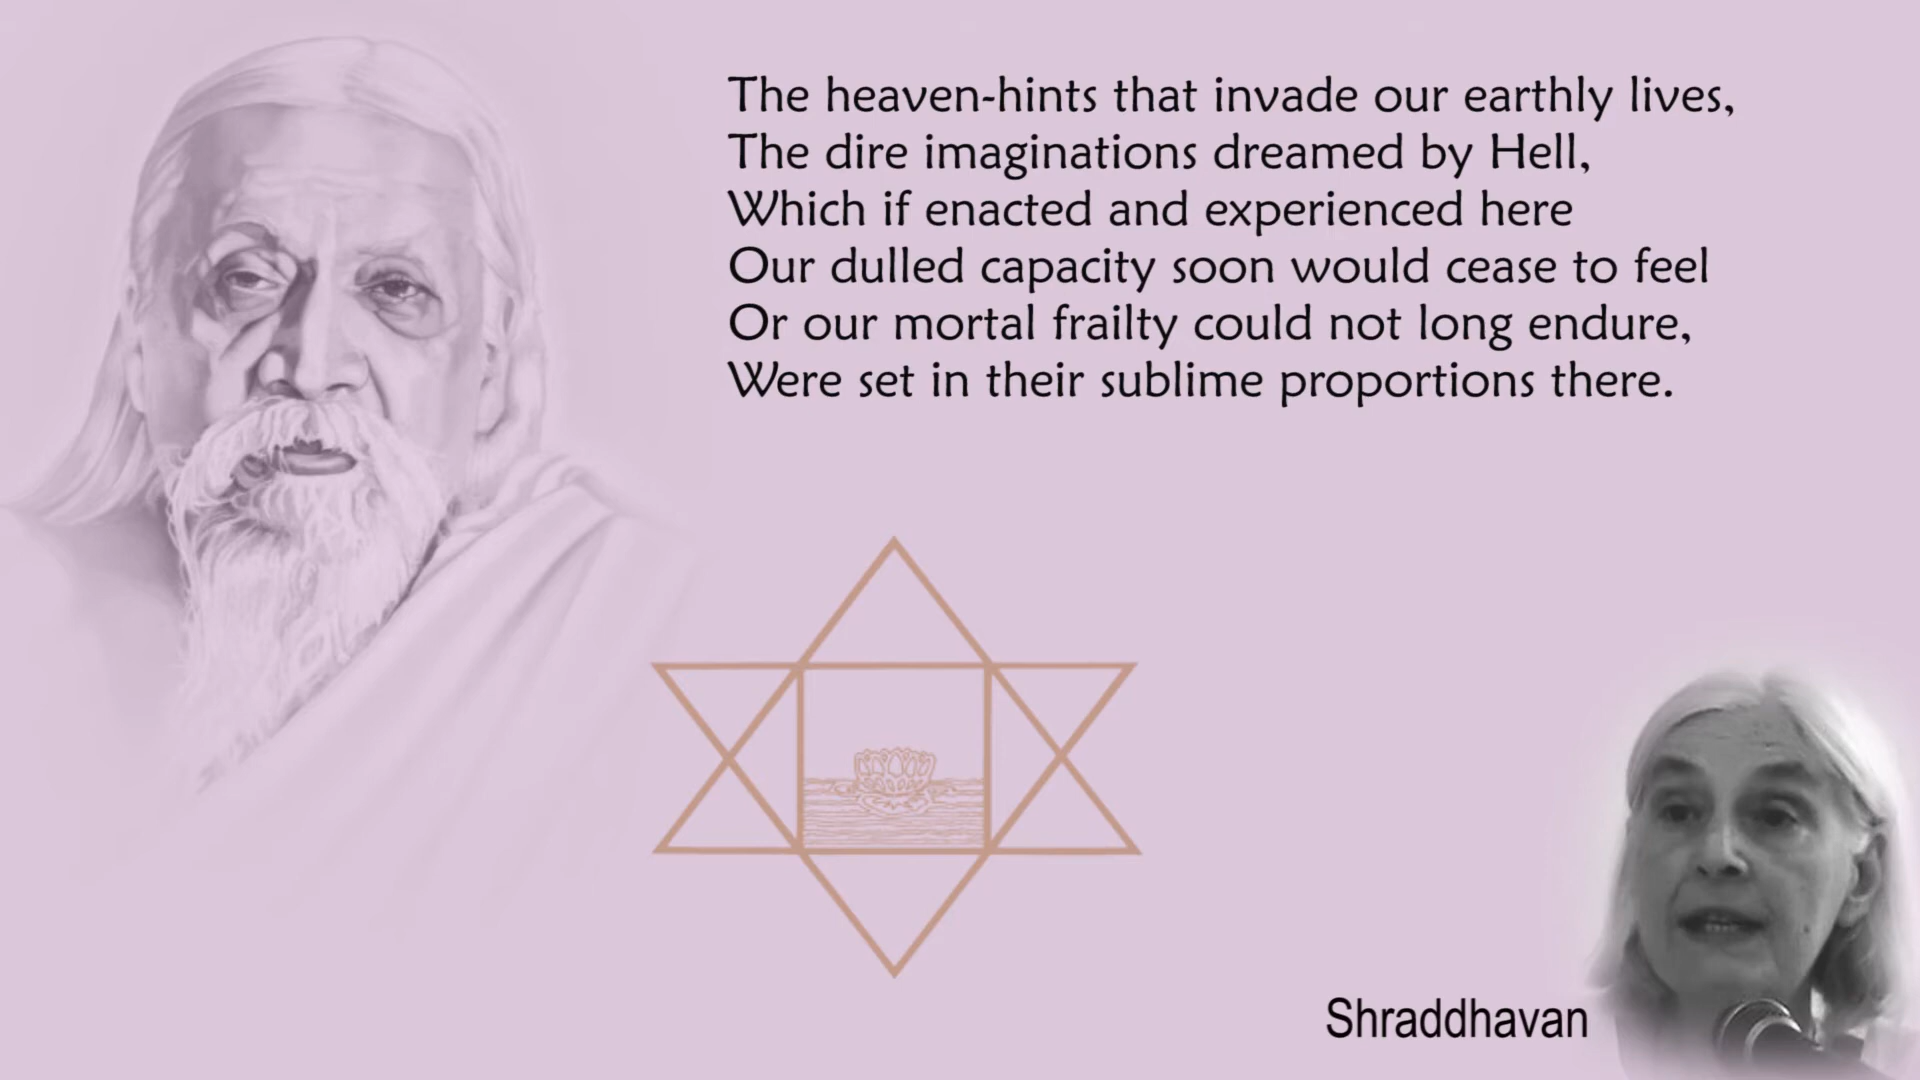 The heaven-hints that invade our earthly lives,
The dire imaginations dreamed by Hell,
Which if enacted and experienced here
Our dulled capacity soon would cease to feel
Or our mortal frailty could not long endure,
Were set in their sublime proportions there.
Shraddhavan